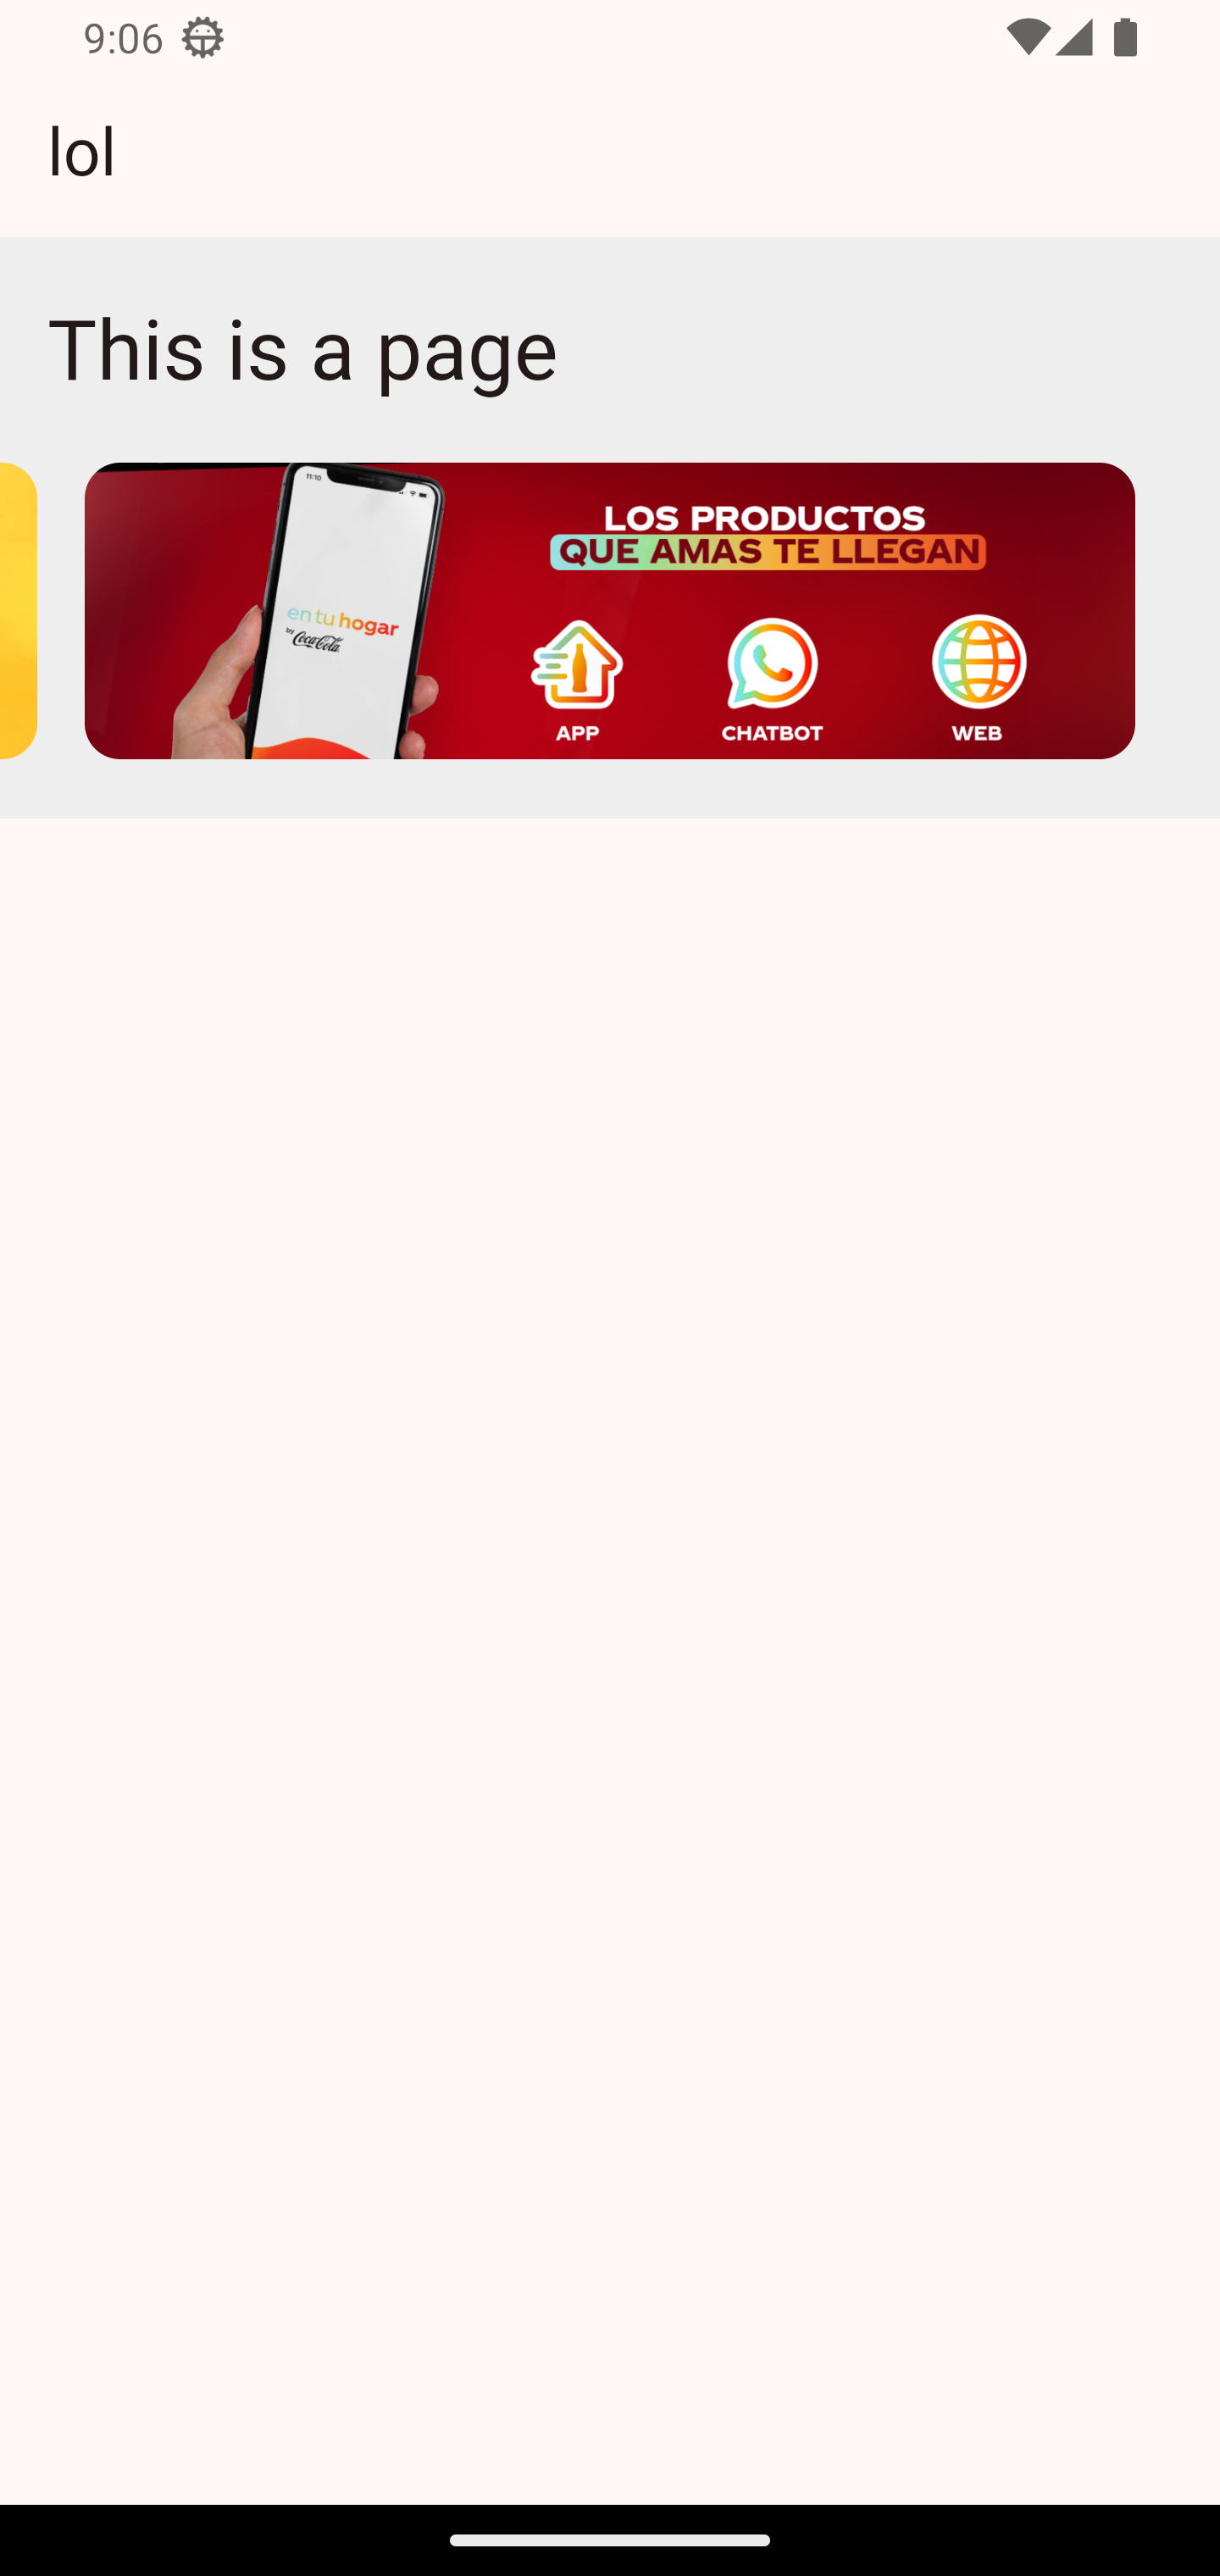 9:06
lol
This is a page
11:10
LOS PRODUCTOS
QUE AMAS TE LLEGAN
en tu hogar
by Coca-Cola
APP
CHATBOT
WEB